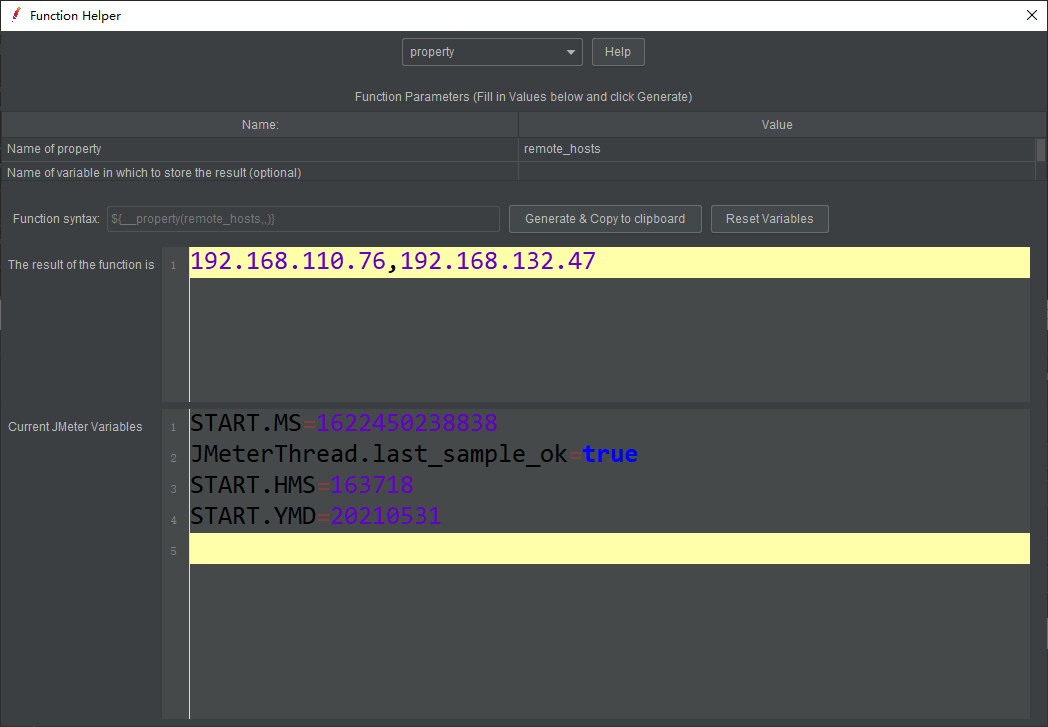 Function Helper
property
Help
Function Parameters (Fill in Values below and click Generate)
Name: Value
Name of property remote_hosts
Name of variable in which to store the result (optional)
Function syntax: ${__property(remote_hosts,,)} Generate & Copy to clipboard Reset Variables
The result of the function is 1 192.168.110.76,192.168.132.47
Current JMeter Variables 1 START.MS=1622450238838
2 JMeterThread.last_sample_ok=true
3 START.HMS=163718
4 START.YMD=20210531
5